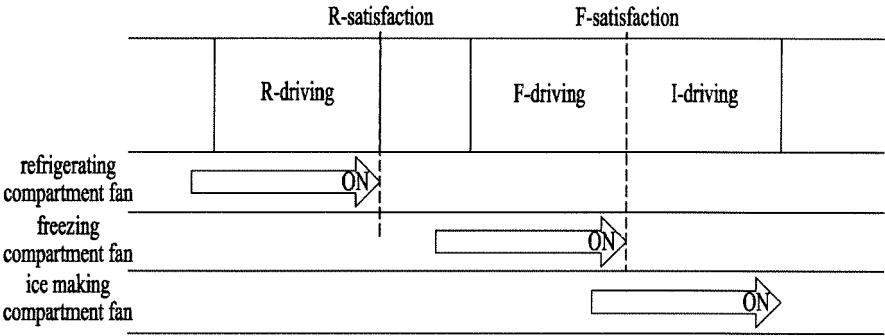 R-satisfaction
F-satisfaction
R-driving
F-driving
I-driving
refrigerating
compartment fan
ON
freezing
compartment fan
ON
ice making
compartment fan
ON